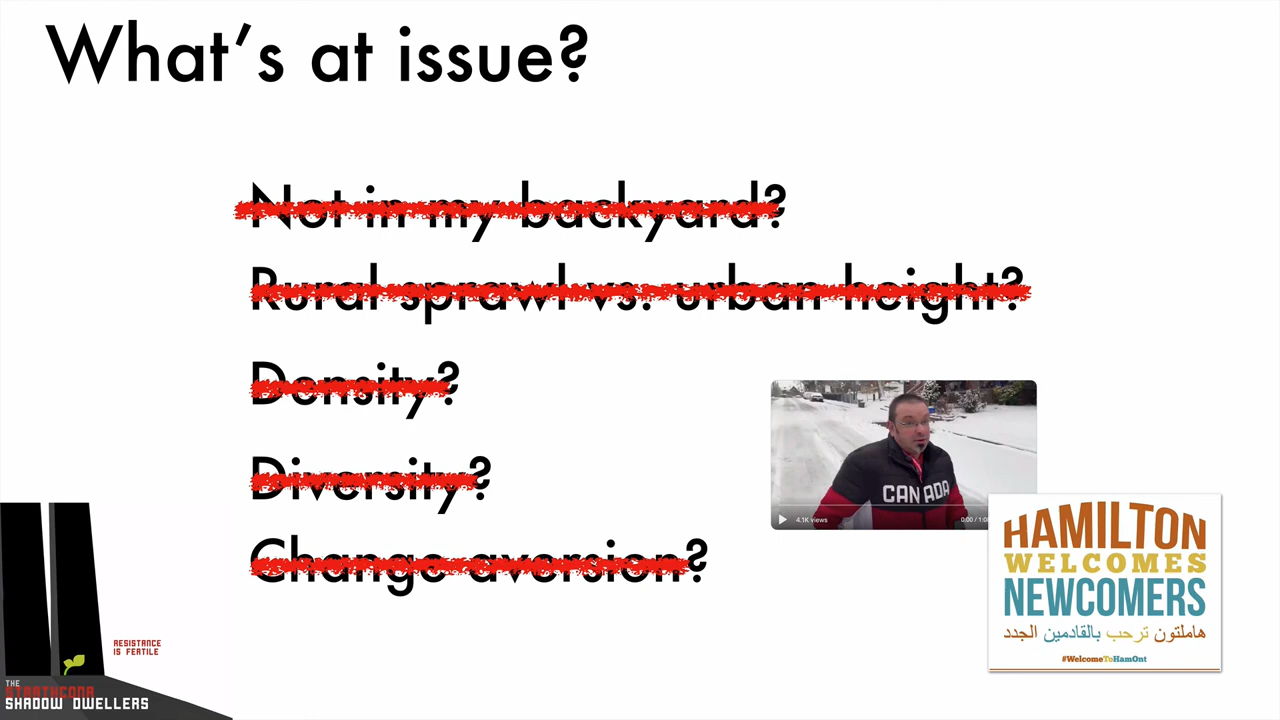 What's at issue?
Not in my backyard?
Rural sprawl vs. urban height?
Density?
Diversity?
Change aversion?
CANADA
4.1K views
HAMILTON
WELCOMES
NEWCOMERS
هاملتون ترحب بالقادمين الجدد
#WelcomeToHamOnt
RESISTANCE
IS FERTILE
THE
STRATHCONA
SHADOW DWELLERS